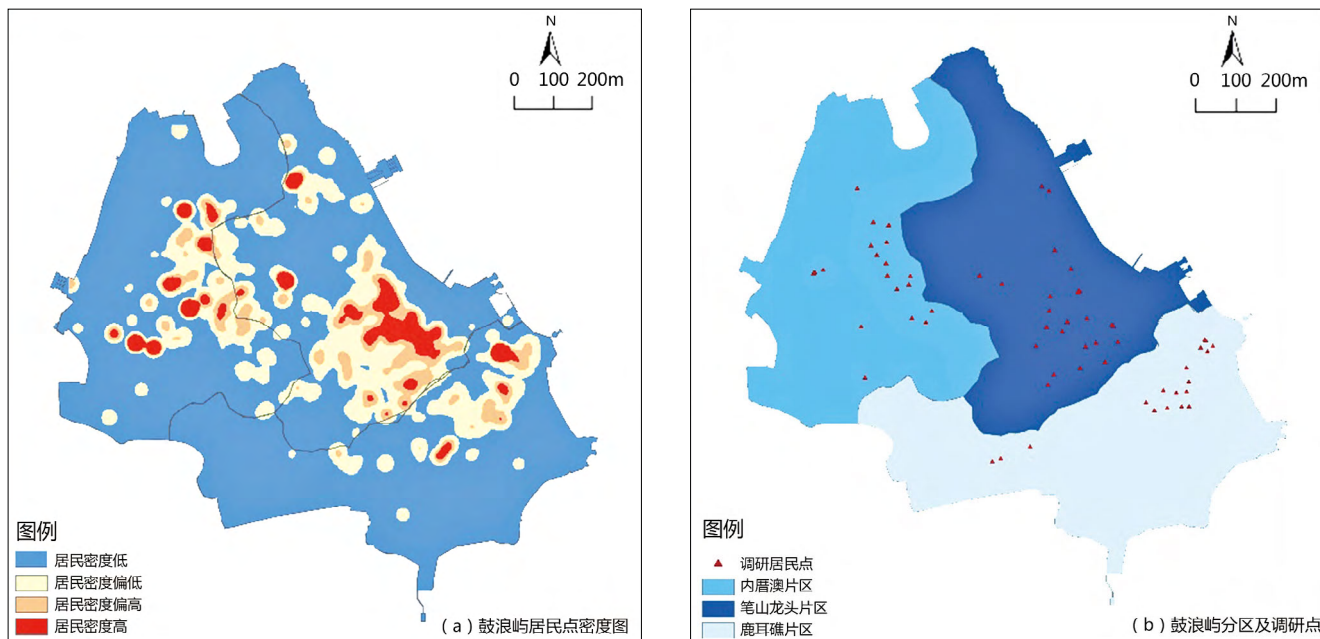 N
0 100 200m
图例
居民密度低
居民密度偏低
居民密度偏高
居民密度高
(a)鼓浪屿居民点密度图
N
0 100 200m
图例
调研居民点
内厝澳片区
笔山龙头片区
鹿耳礁片区
(b)鼓浪屿分区及调研点